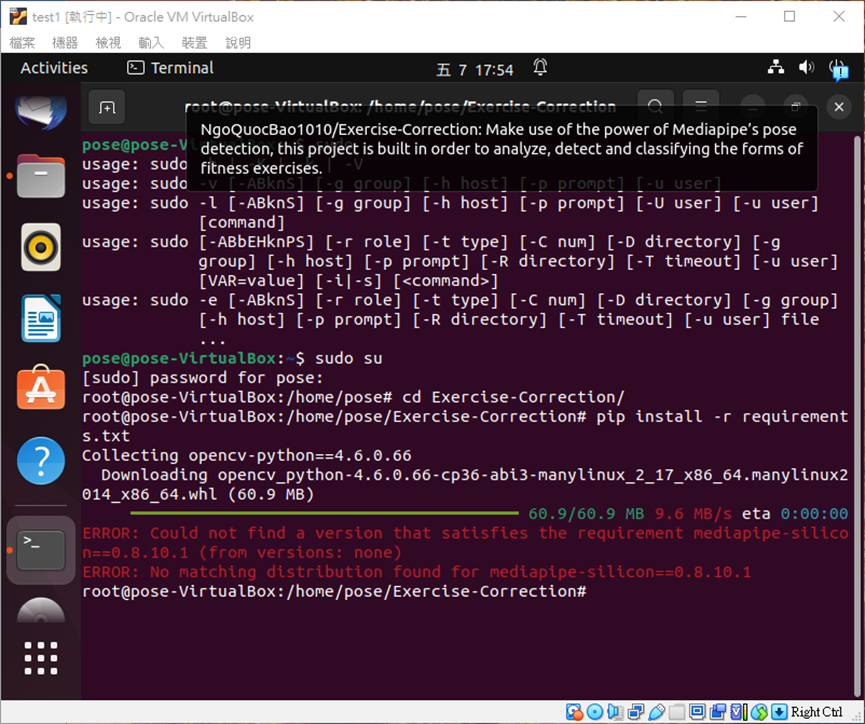 test1 [執行中] - Oracle VM VirtualBox
檔案 機器 檢視 輸入 裝置 說明
Activities Terminal 五 7 17:54
root@pose-VirtualBox: /home/pose/Exercise-Correction
NgoQuocBao1010/Exercise-Correction: Make use of the power of Mediapipe's pose
detection, this project is built in order to analyze, detect and classifying the forms of
fitness exercises.
pose@pose-VirtualBox:~$ sudo
usage: sudo -h | -K | -k | -V
usage: sudo -v [-ABknS] [-g group] [-h host] [-p prompt] [-u user]
usage: sudo -l [-ABknS] [-g group] [-h host] [-p prompt] [-U user] [-u user]
[command]
usage: sudo [-ABbEHknPS] [-r role] [-t type] [-C num] [-D directory] [-g
group] [-h host] [-p prompt] [-R directory] [-T timeout] [-u user]
[VAR=value] [-i|-s] [<command>]
usage: sudo -e [-ABknS] [-r role] [-t type] [-C num] [-D directory] [-g group]
[-h host] [-p prompt] [-R directory] [-T timeout] [-u user] file
...
pose@pose-VirtualBox:~$ sudo su
[sudo] password for pose:
root@pose-VirtualBox:/home/pose# cd Exercise-Correction/
root@pose-VirtualBox:/home/pose/Exercise-Correction# pip install -r requirement
s.txt
Collecting opencv-python==4.6.0.66
Downloading opencv_python-4.6.0.66-cp36-abi3-manylinux_2_17_x86_64.manylinux2
014_x86_64.whl (60.9 MB)
60.9/60.9 MB 9.6 MB/s eta 0:00:00
ERROR: Could not find a version that satisfies the requirement mediapipe-silico
n==0.8.10.1 (from versions: none)
ERROR: No matching distribution found for mediapipe-silicon==0.8.10.1
root@pose-VirtualBox:/home/pose/Exercise-Correction#
Right Ctrl